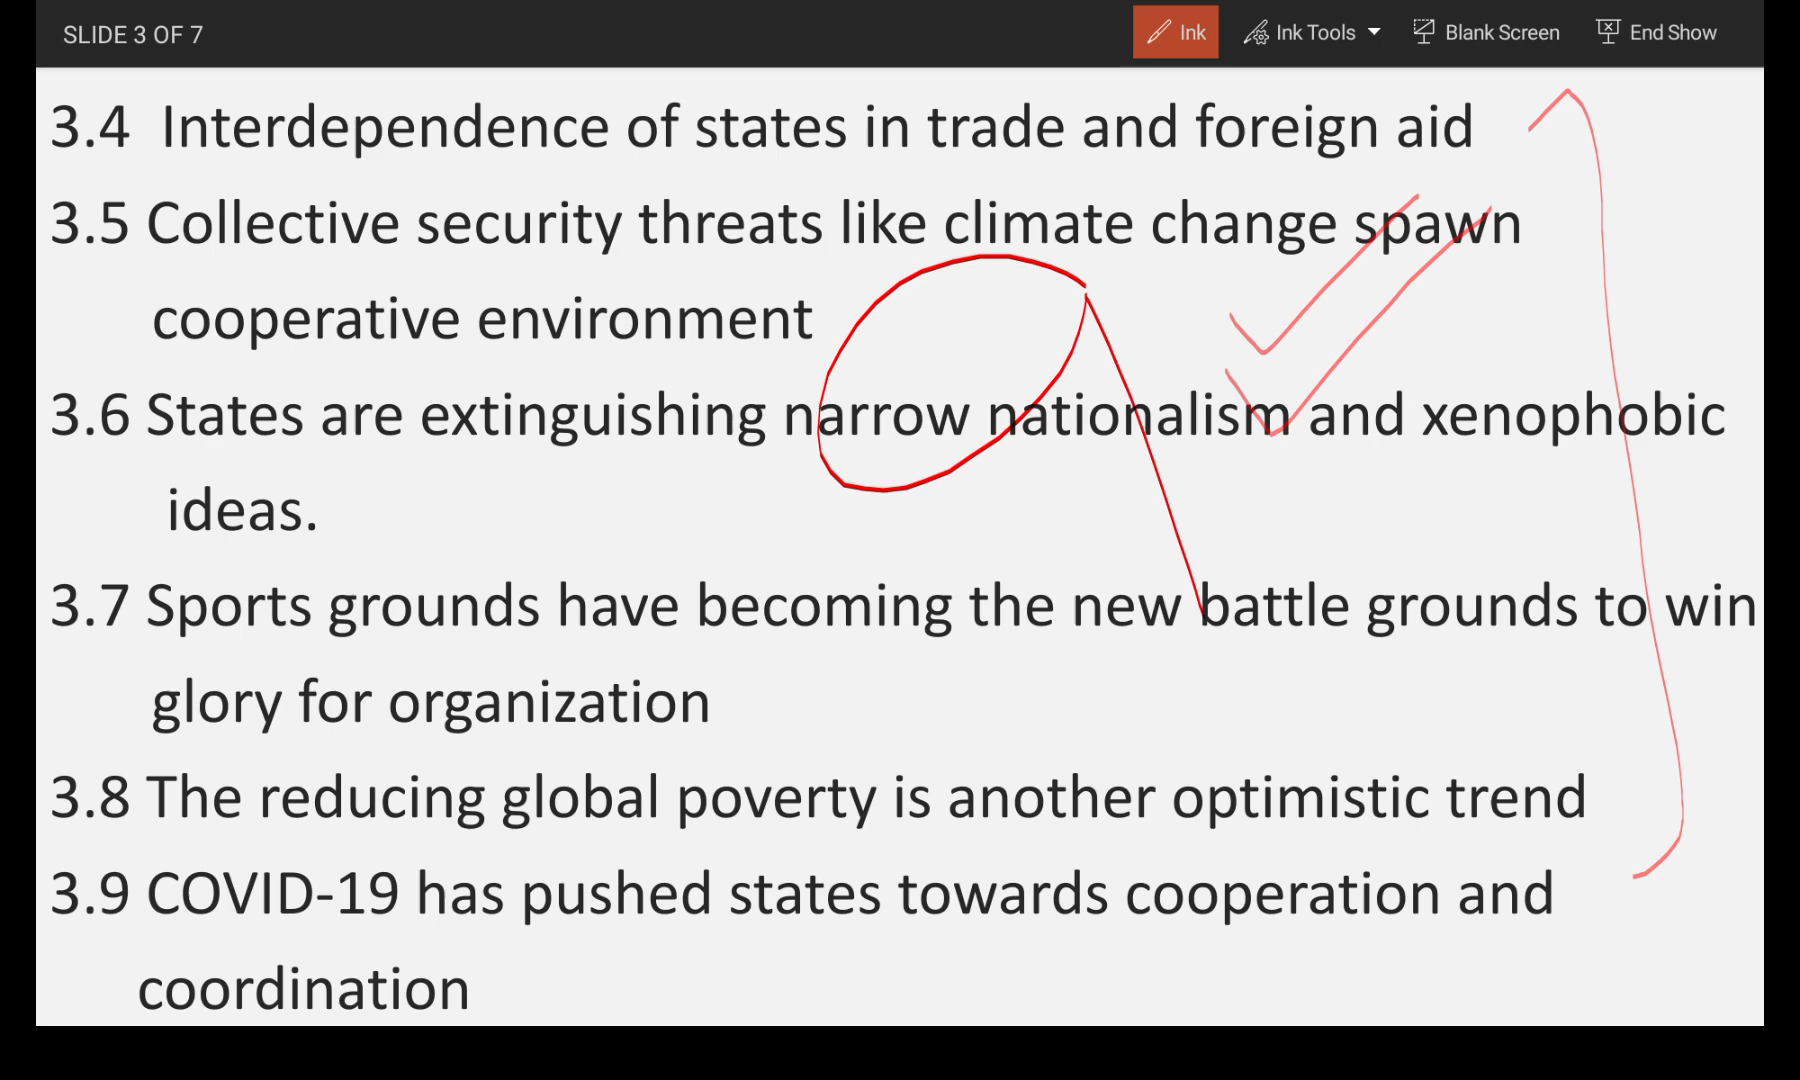 SLIDE 3 OF 7
Ink
Ink Tools
Blank Screen
End Show
3.4 Interdependence of states in trade and foreign aid
3.5 Collective security threats like climate change spawn
cooperative environment
3.6 States are extinguishing narrow nationalism and xenophobic
ideas.
3.7 Sports grounds have becoming the new battle grounds to win
glory for organization
3.8 The reducing global poverty is another optimistic trend
3.9 COVID-19 has pushed states towards cooperation and
coordination